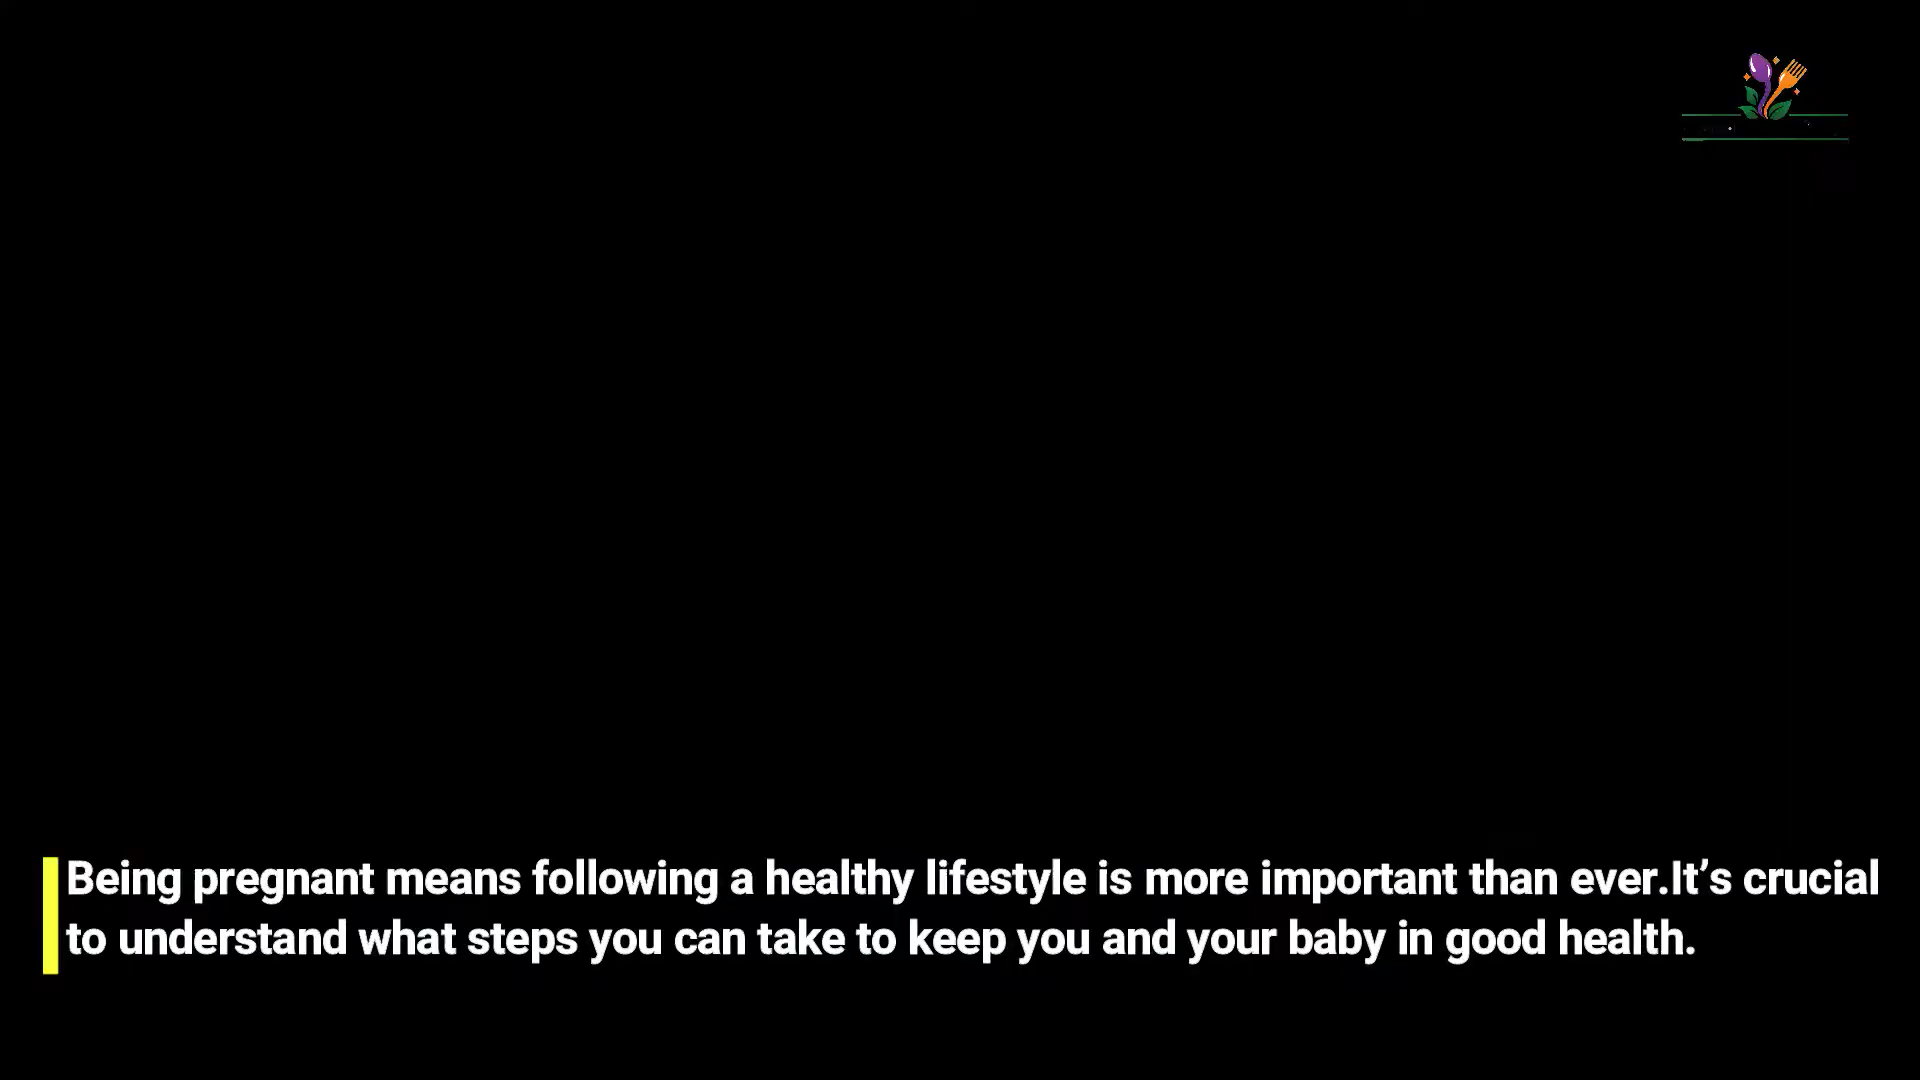 Being pregnant means following a healthy lifestyle is more important than ever.It’s crucial
to understand what steps you can take to keep you and your baby in good health.